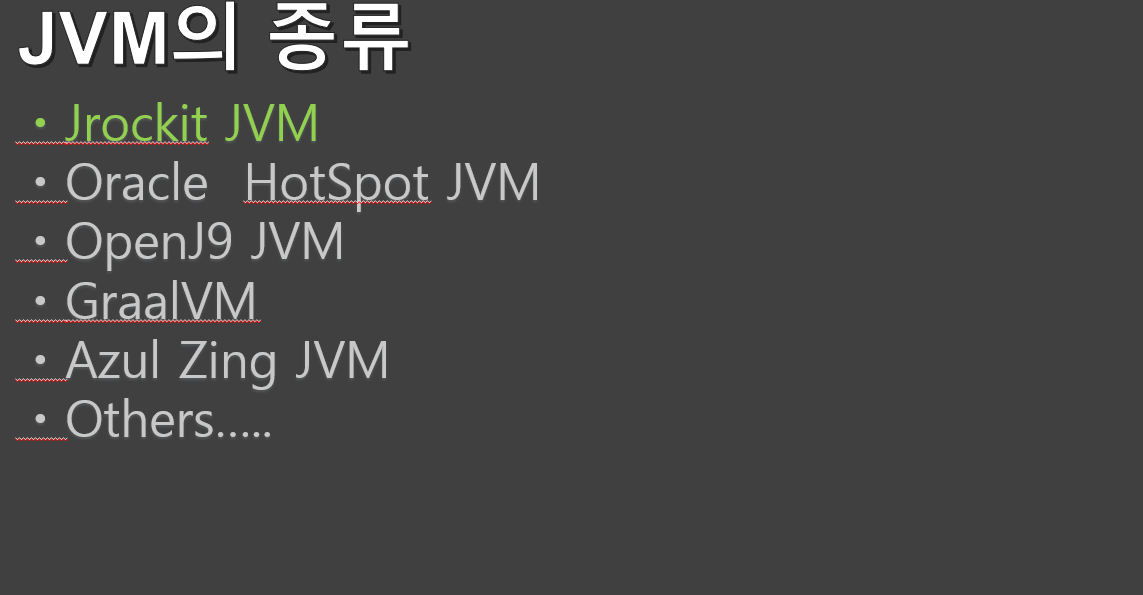 JVM의 종류
・Jrockit JVM
・Oracle  HotSpot JVM
・OpenJ9 JVM
・GraalVM
・Azul Zing JVM
・Others…..